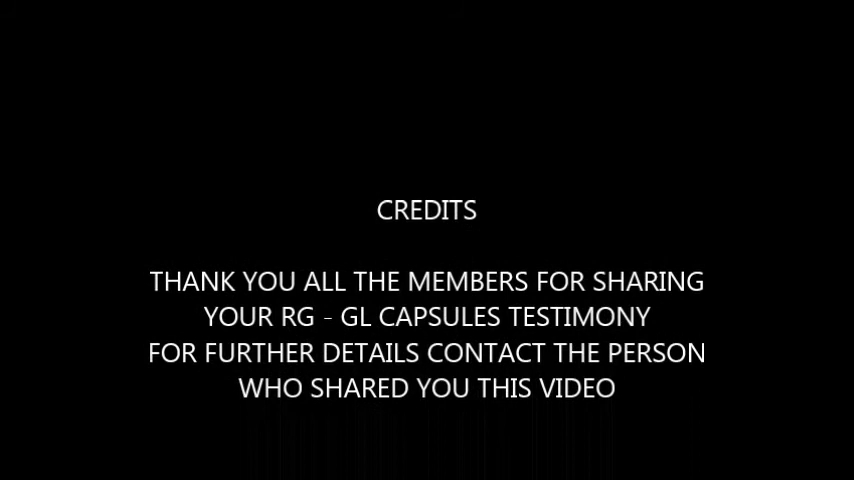 CREDITS
THANK YOU ALL THE MEMBERS FOR SHARING
YOUR RG - GL CAPSULES TESTIMONY
FOR FURTHER DETAILS CONTACT THE PERSON
WHO SHARED YOU THIS VIDEO